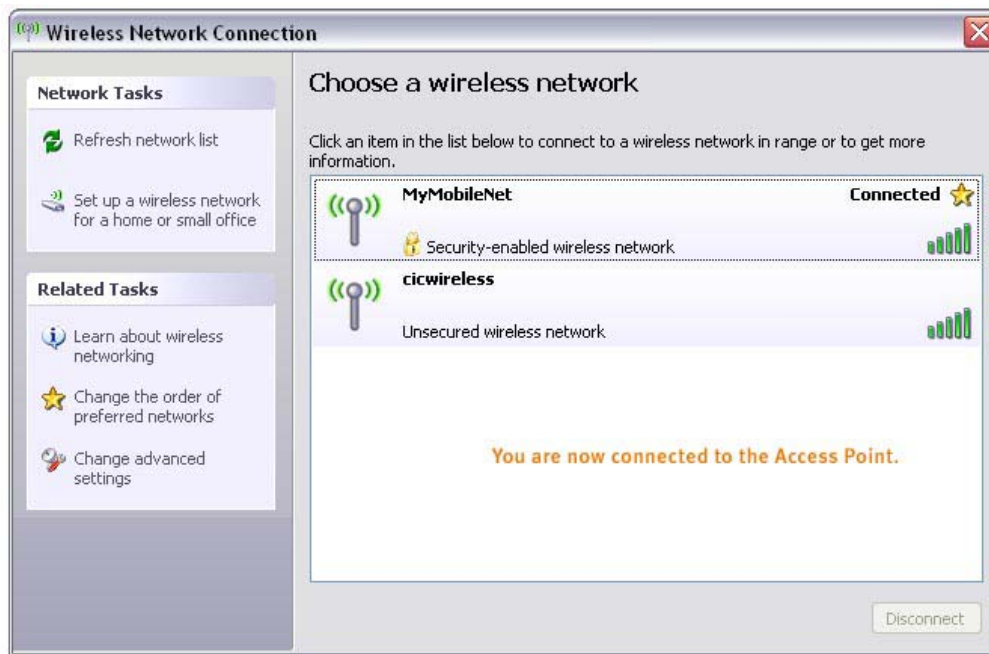 Wireless Network Connection
Network Tasks
Refresh network list
Set up a wireless network
for a home or small office
Related Tasks
Learn about wireless
networking
Change the order of
preferred networks
Change advanced
settings
Choose a wireless network
Click an item in the list below to connect to a wireless network in range or to get more
information.
MyMobileNet Connected
Security-enabled wireless network
cicwireless
Unsecured wireless network
You are now connected to the Access Point.
Disconnect